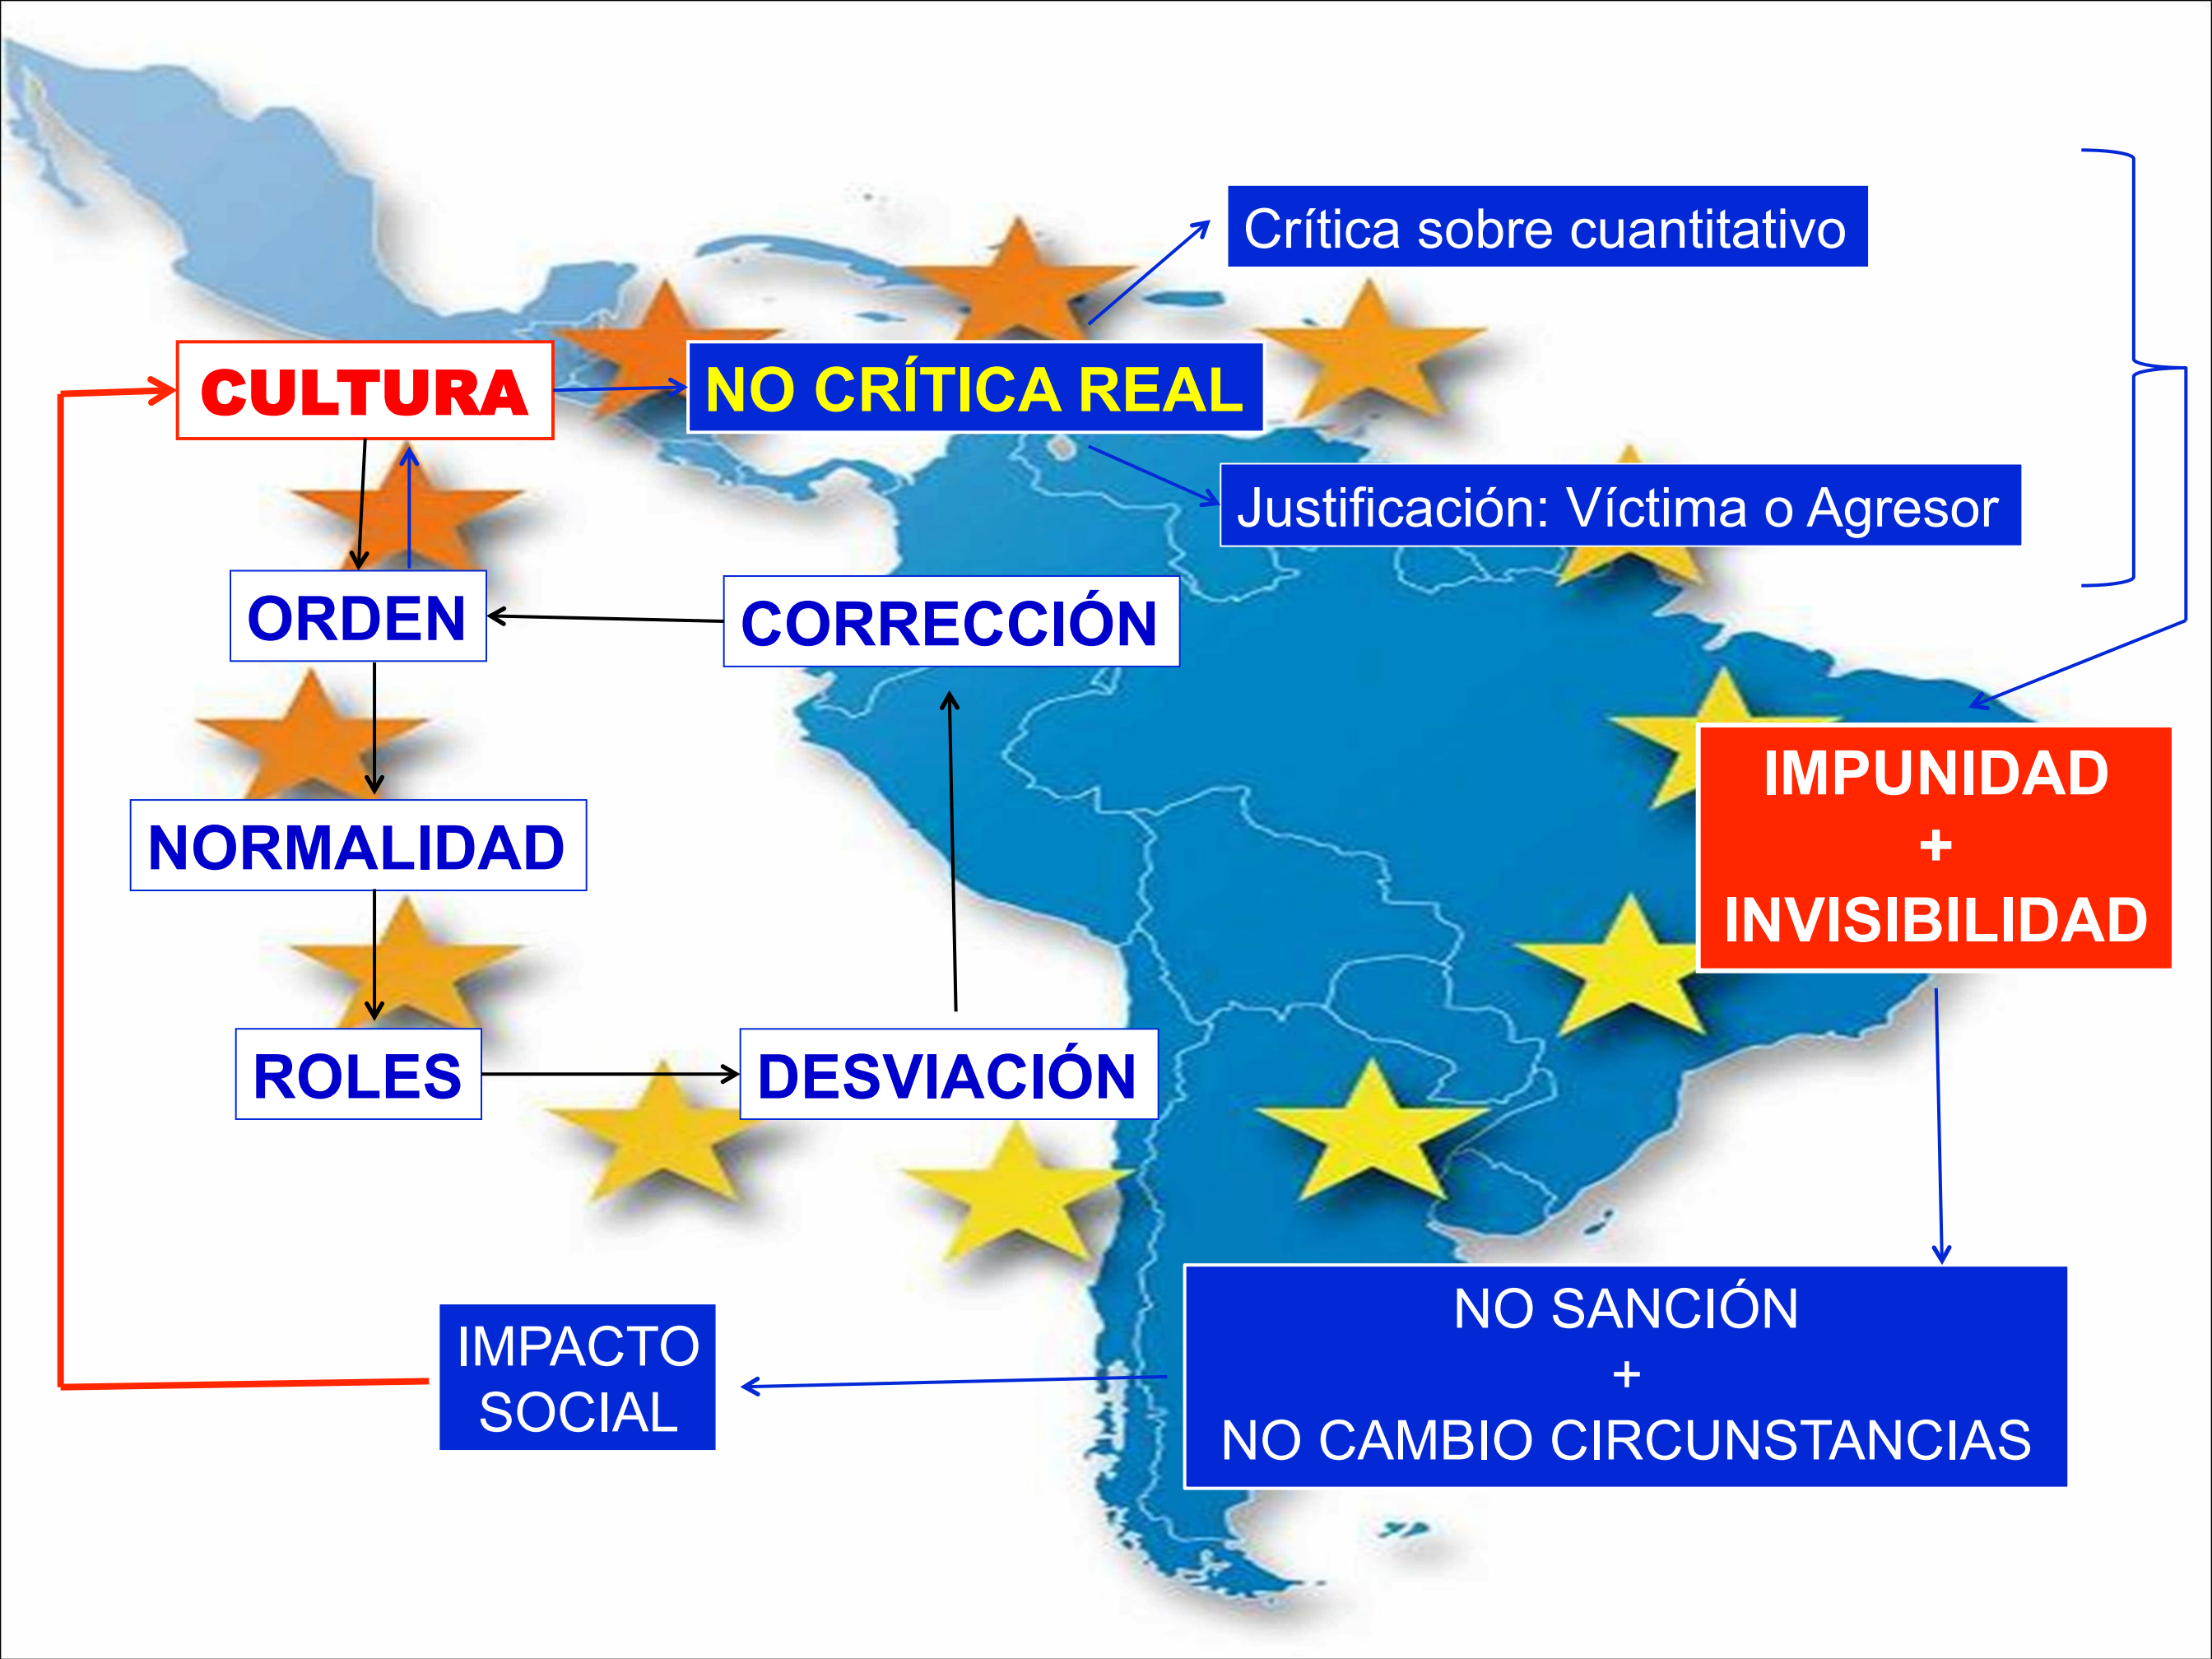 Crítica sobre cuantitativo
CULTURA
NO CRÍTICA REAL
Justificación: Víctima o Agresor
ORDEN
CORRECCIÓN
NORMALIDAD
IMPUNIDAD
+
INVISIBILIDAD
ROLES
DESVIACIÓN
IMPACTO
SOCIAL
NO SANCIÓN
+
NO CAMBIO CIRCUNSTANCIAS